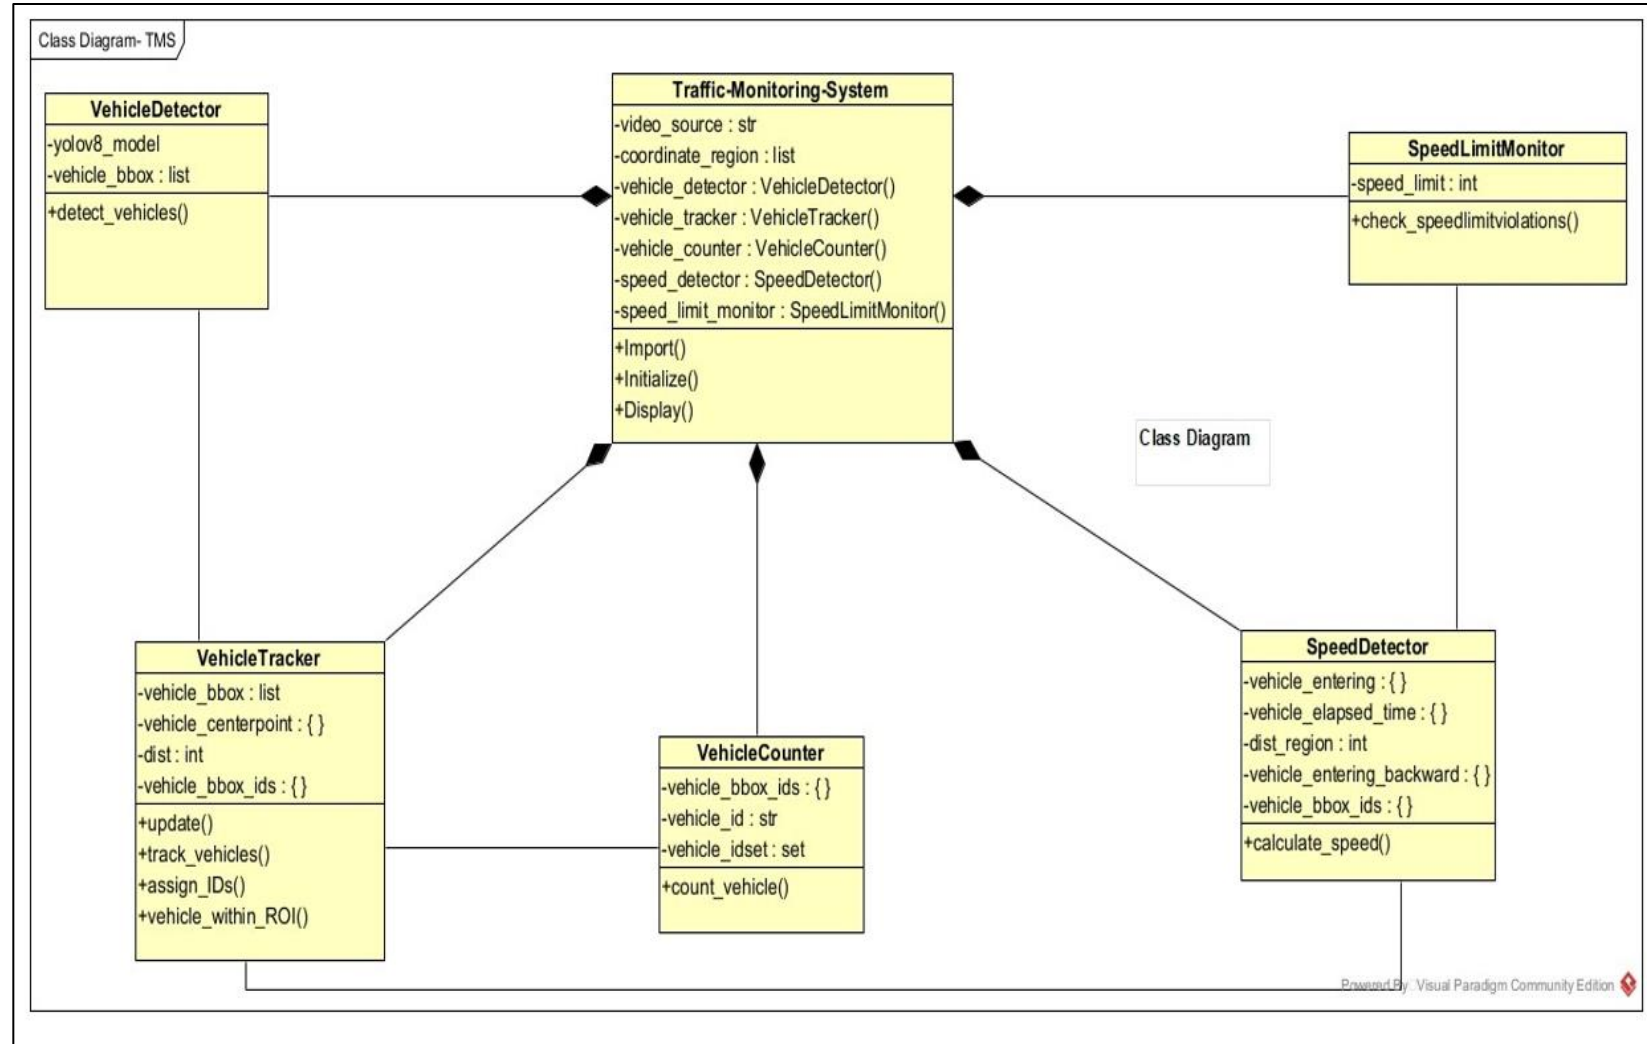 Class Diagram- TMS
VehicleDetector
-yolov8_model
-vehicle_bbox : list
+detect_vehicles()
Traffic-Monitoring-System
-video_source : str
-coordinate_region : list
-vehicle_detector : VehicleDetector()
-vehicle_tracker : VehicleTracker()
-vehicle_counter : VehicleCounter()
-speed_detector : SpeedDetector()
-speed_limit_monitor : SpeedLimitMonitor()
+Import()
+Initialize()
+Display()
SpeedLimitMonitor
-speed_limit : int
+check_speedlimitviolations()
Class Diagram
VehicleTracker
-vehicle_bbox : list
-vehicle_centerpoint : { }
-dist : int
-vehicle_bbox_ids : { }
+update()
+track_vehicles()
+assign_IDs()
+vehicle_within_ROI()
VehicleCounter
-vehicle_bbox_ids : { }
-vehicle_id : str
-vehicle_idset : set
+count_vehicle()
SpeedDetector
-vehicle_entering : { }
-vehicle_elapsed_time : { }
-dist_region : int
-vehicle_entering_backward : { }
-vehicle_bbox_ids : { }
+calculate_speed()
Powered By Visual Paradigm Community Edition